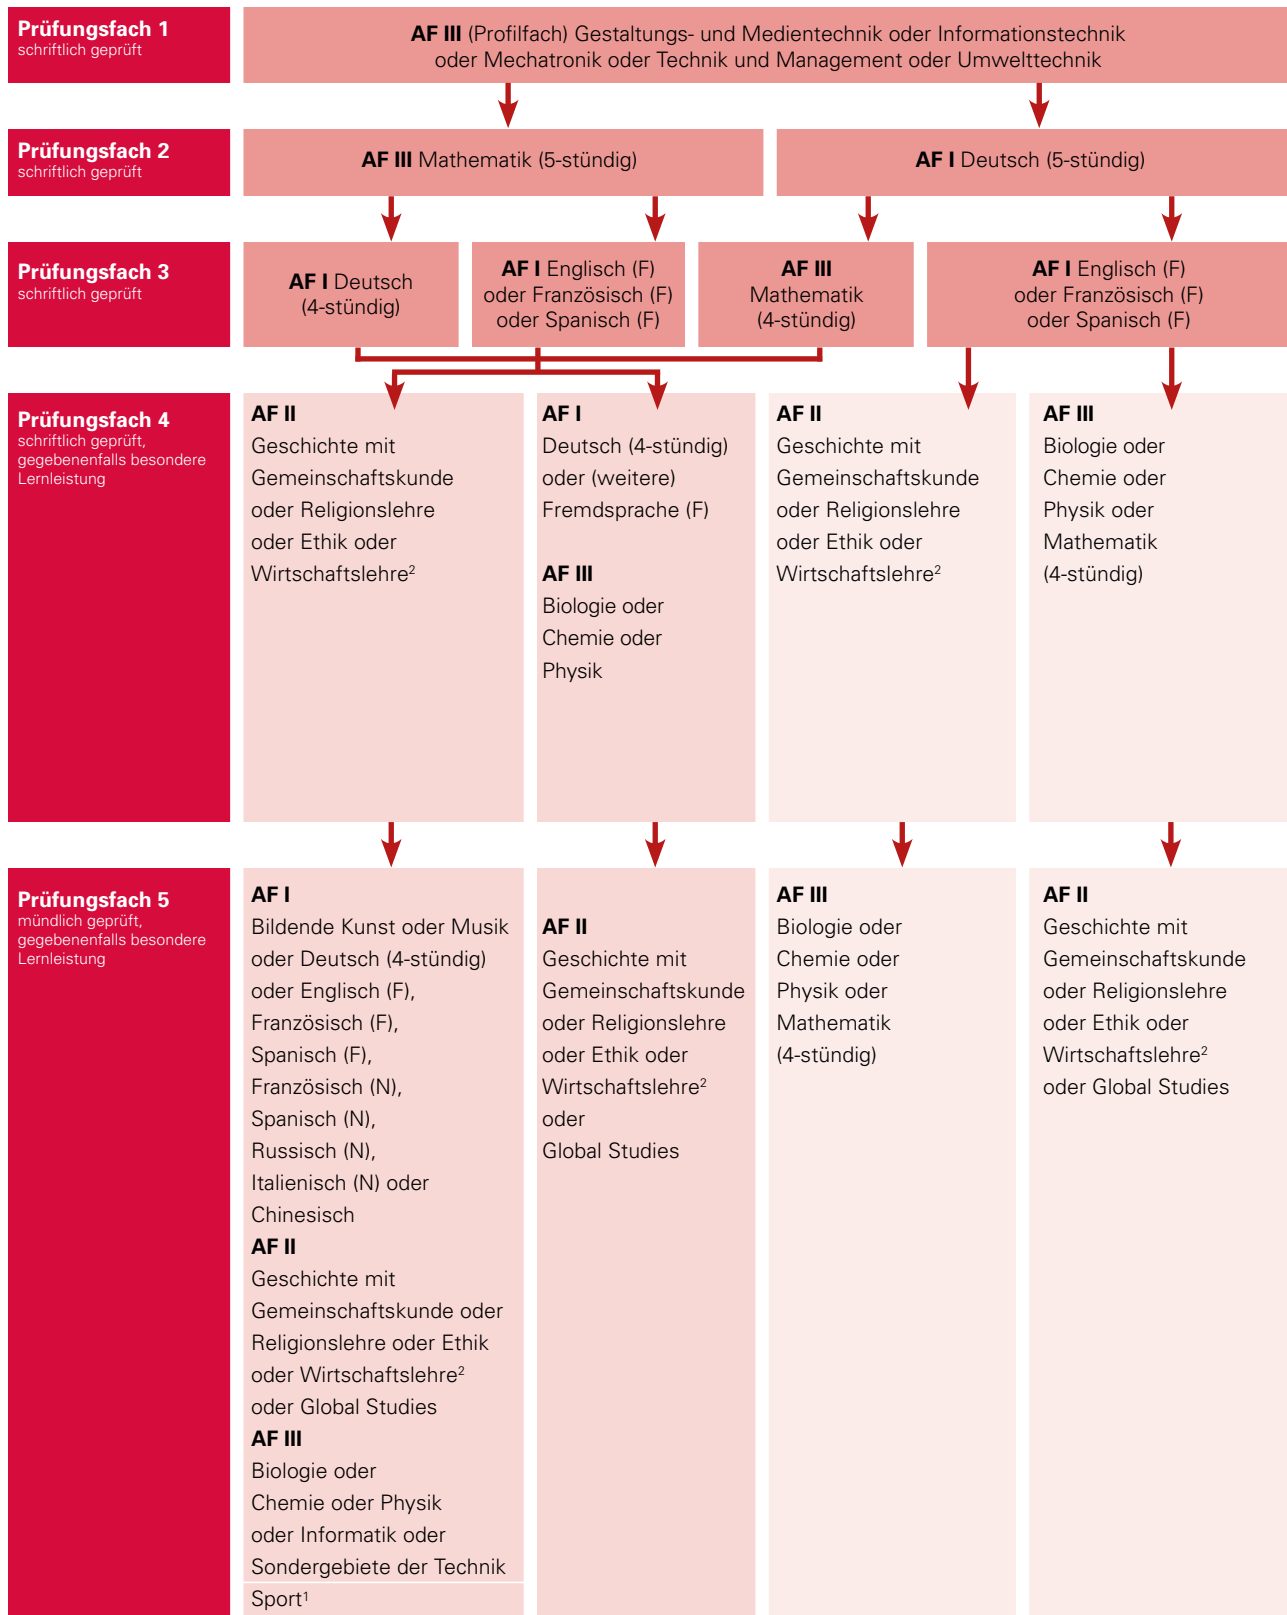 Prüfungsfach 1
schriftlich geprüft
AF III (Profilfach) Gestaltungs- und Medientechnik oder Informationstechnik
oder Mechatronik oder Technik und Management oder Umwelttechnik
Prüfungsfach 2
schriftlich geprüft
AF III Mathematik (5-stündig)
AF I Deutsch (5-stündig)
Prüfungsfach 3
schriftlich geprüft
AF I Deutsch
(4-stündig)
AF I Englisch (F)
oder Französisch (F)
oder Spanisch (F)
AF III
Mathematik
(4-stündig)
AF I Englisch (F)
oder Französisch (F)
oder Spanisch (F)
Prüfungsfach 4
schriftlich geprüft,
gegebenenfalls besondere
Lernleistung
AF II
Geschichte mit
Gemeinschaftskunde
oder Religionslehre
oder Ethik oder
Wirtschaftslehre²
AF I
Deutsch (4-stündig)
oder (weitere)
Fremdsprache (F)
AF III
Biologie oder
Chemie oder
Physik
AF II
Geschichte mit
Gemeinschaftskunde
oder Religionslehre
oder Ethik oder
Wirtschaftslehre²
AF III
Biologie oder
Chemie oder
Physik oder
Mathematik
(4-stündig)
Prüfungsfach 5
mündlich geprüft,
gegebenenfalls besondere
Lernleistung
AF I
Bildende Kunst oder Musik
oder Deutsch (4-stündig)
oder Englisch (F),
Französisch (F),
Spanisch (F),
Französisch (N),
Spanisch (N),
Russisch (N),
Italienisch (N) oder
Chinesisch
AF II
Geschichte mit
Gemeinschaftskunde oder
Religionslehre oder Ethik
oder Wirtschaftslehre²
oder Global Studies
AF III
Biologie oder
Chemie oder Physik
oder Informatik oder
Sondergebiete der Technik
Sport¹
AF II
Geschichte mit
Gemeinschaftskunde
oder Religionslehre
oder Ethik oder
Wirtschaftslehre²
oder
Global Studies
AF III
Biologie oder
Chemie oder
Physik oder
Mathematik
(4-stündig)
AF II
Geschichte mit
Gemeinschaftskunde
oder Religionslehre
oder Ethik oder
Wirtschaftslehre²
oder Global Studies